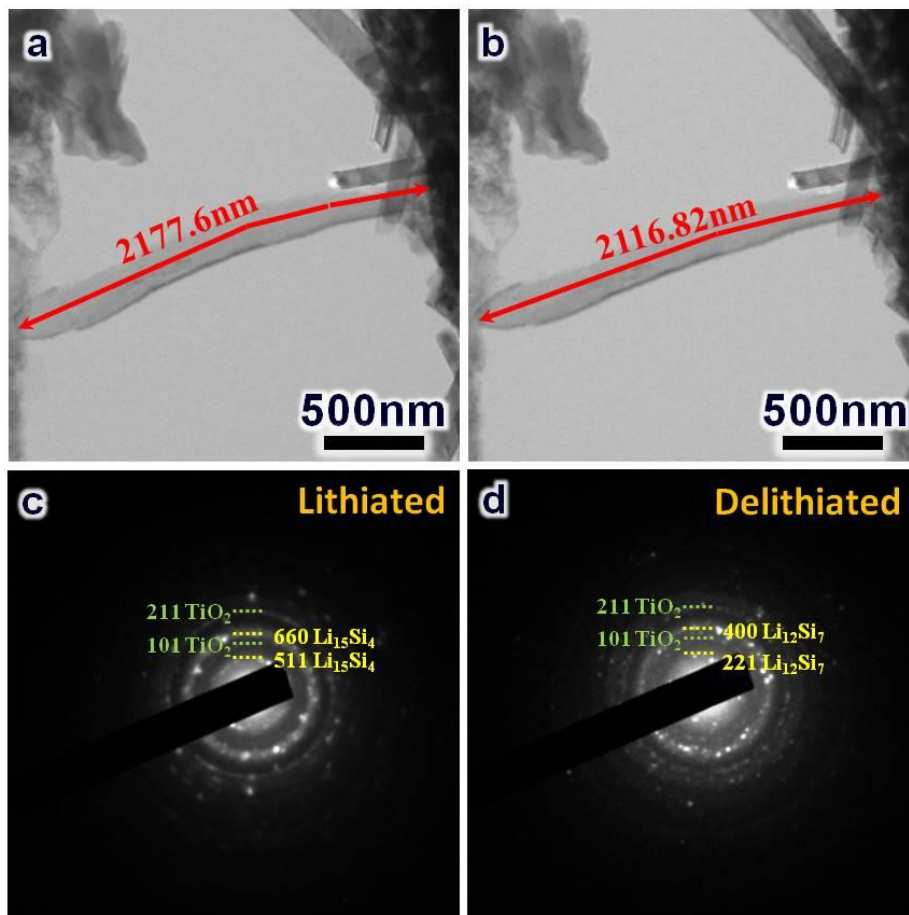 a
2177.6nm
500nm
b
2116.82nm
500nm
c
Lithiated
211 TiO₂
660 Li₁₅Si₄
101 TiO₂
511 Li₁₅Si₄
d
Delithiated
211 TiO₂
400 Li₁₂Si₇
101 TiO₂
221 Li₁₂Si₇